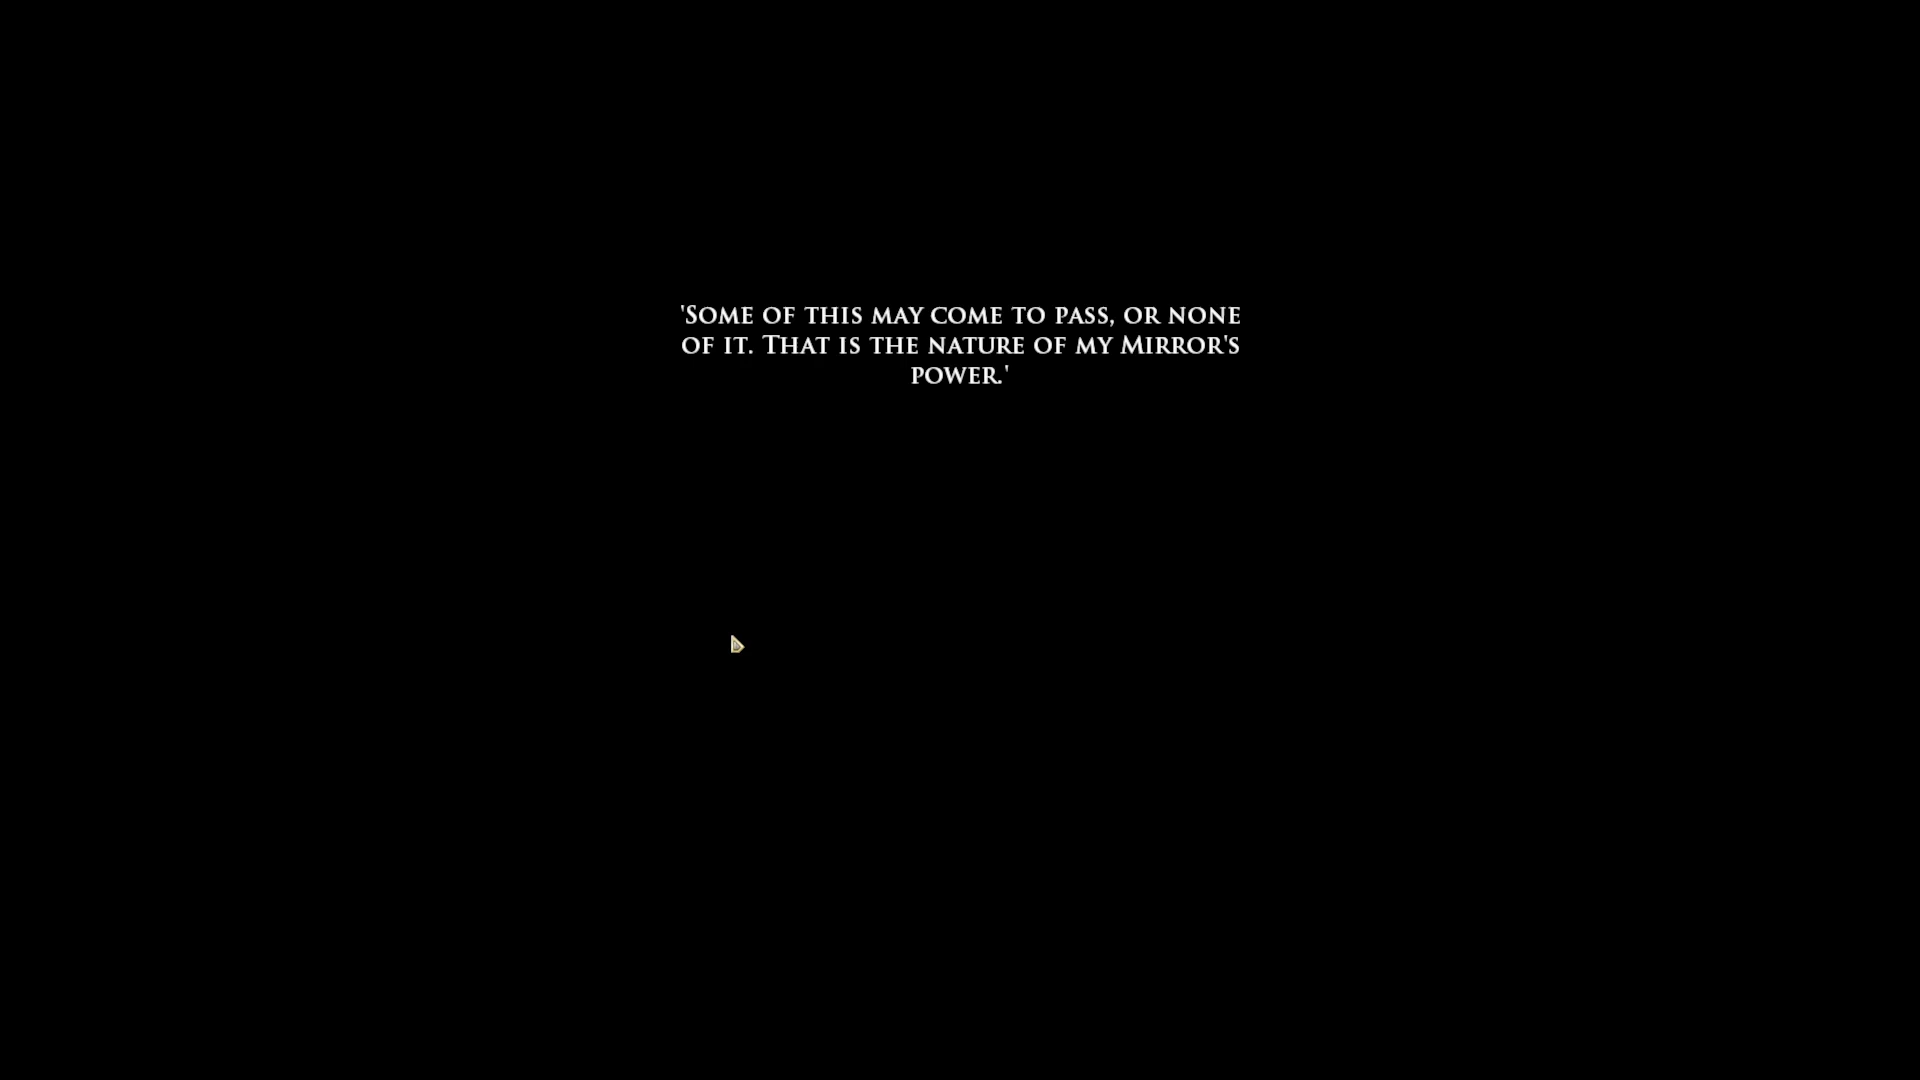 'Some of this may come to pass, or none
of it. That is the nature of my Mirror's
power.'